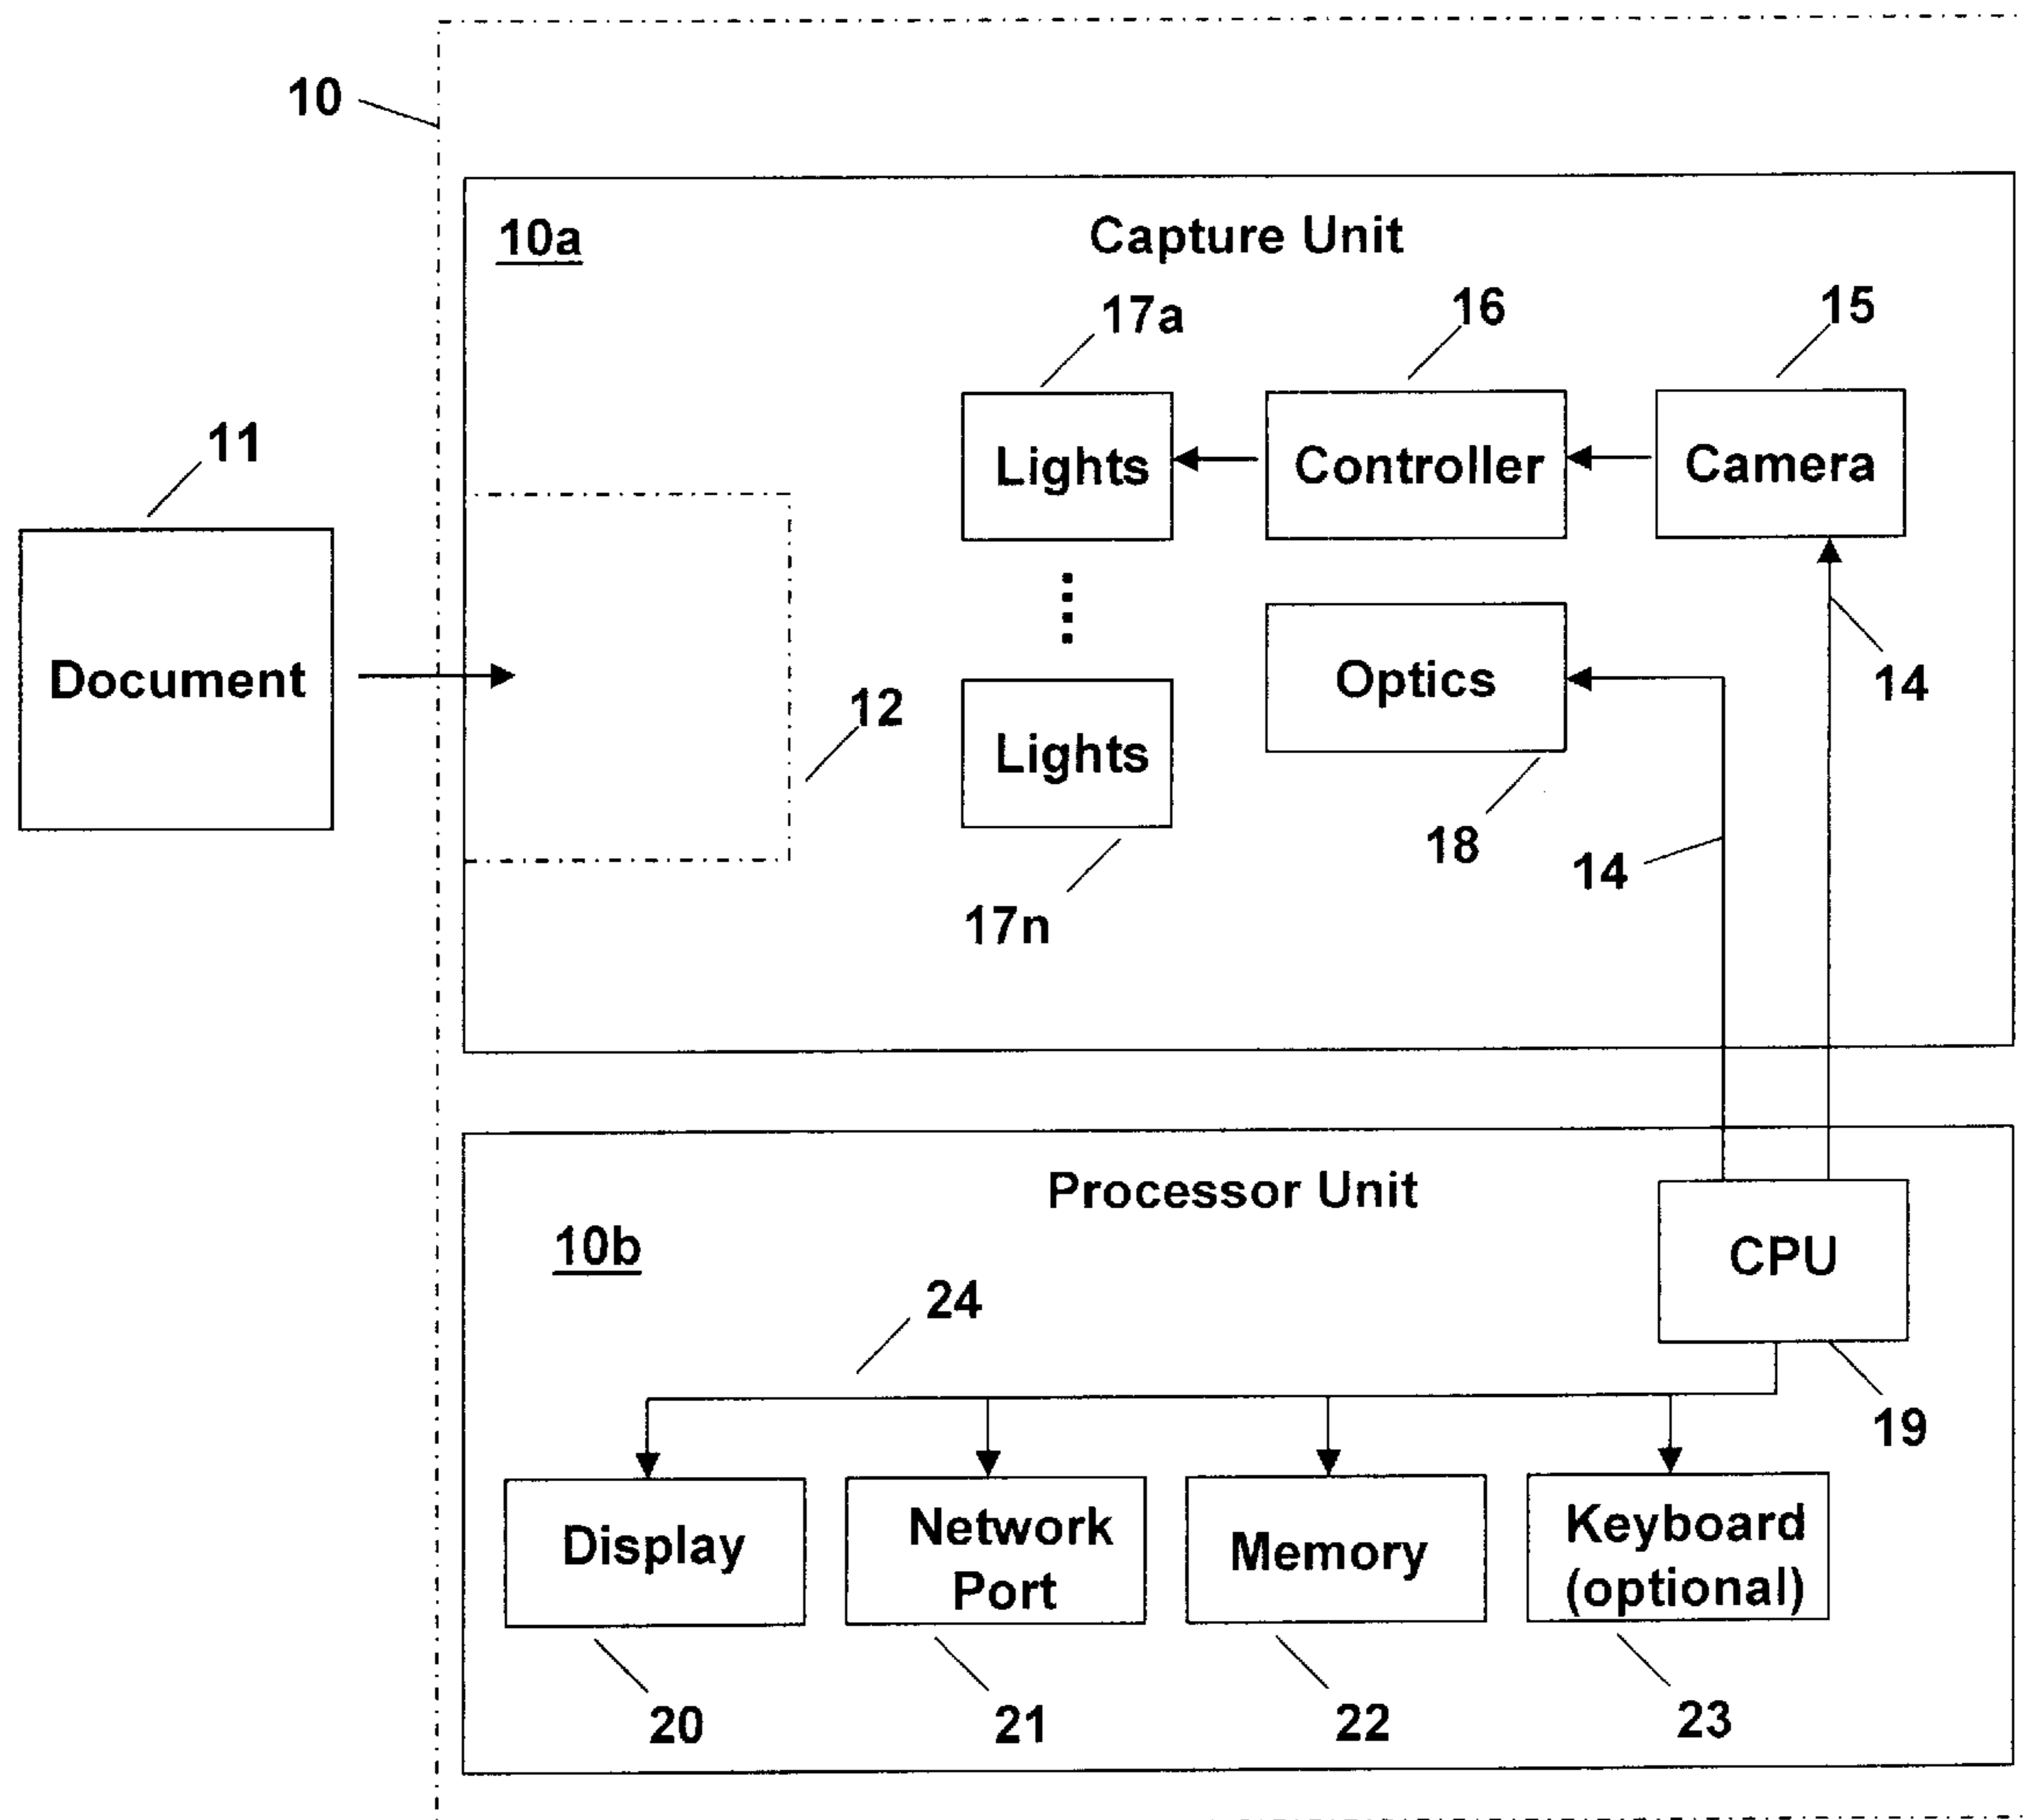 10
10a
Capture Unit
17a
16
15
11
Lights
Controller
Camera
Document
Optics
14
12
Lights
18
14
17n
Processor Unit
10b
CPU
24
19
Display
Network
Port
Memory
Keyboard
(optional)
20
21
22
23